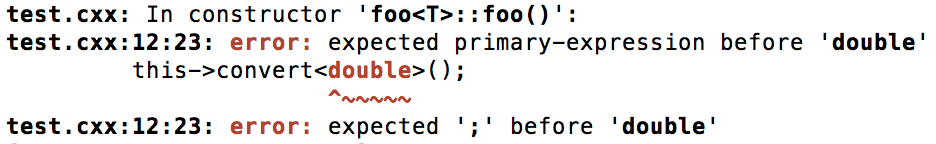 test.cxx: In constructor 'foo<T>::foo()':
test.cxx:12:23: error: expected primary-expression before 'double'
this->convert<double>();
^~~~~~
test.cxx:12:23: error: expected ';' before 'double'